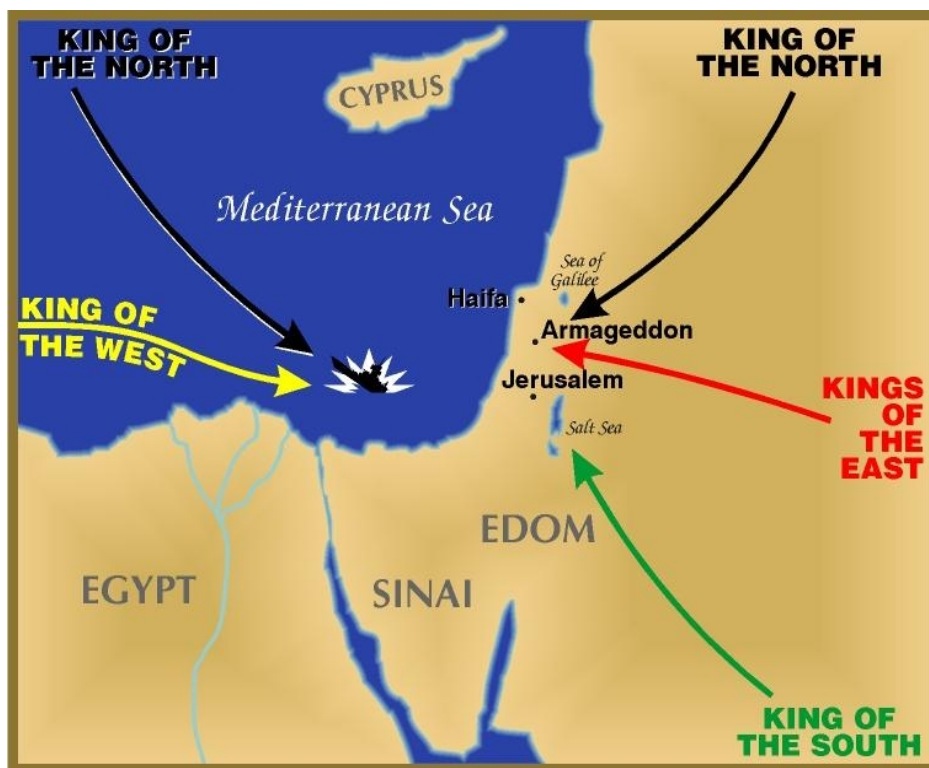 KING OF
THE NORTH
KING OF
THE NORTH
CYPRUS
Mediterranean Sea
Sea of
Galilee
Haifa
Armageddon
KING OF
THE WEST
Jerusalem
KINGS
OF
THE
EAST
Salt Sea
EDOM
EGYPT
SINAI
KING OF
THE SOUTH